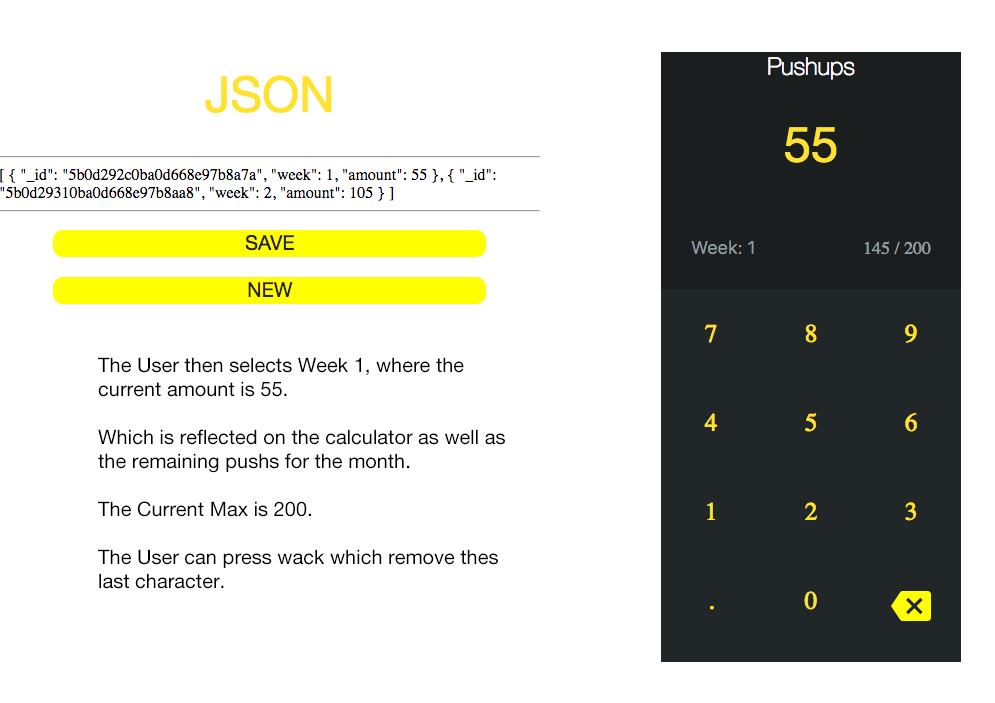 JSON
[ { "_id": "5b0d292c0ba0d668e97b8a7a", "week": 1, "amount": 55 }, { "_id":
"5b0d29310ba0d668e97b8aa8", "week": 2, "amount": 105 } ]
SAVE
NEW
The User then selects Week 1, where the
current amount is 55.
Which is reflected on the calculator as well as
the remaining pushs for the month.
The Current Max is 200.
The User can press wack which remove thes
last character.
Pushups
55
Week: 1 145 / 200
7 8 9
4 5 6
1 2 3
. 0